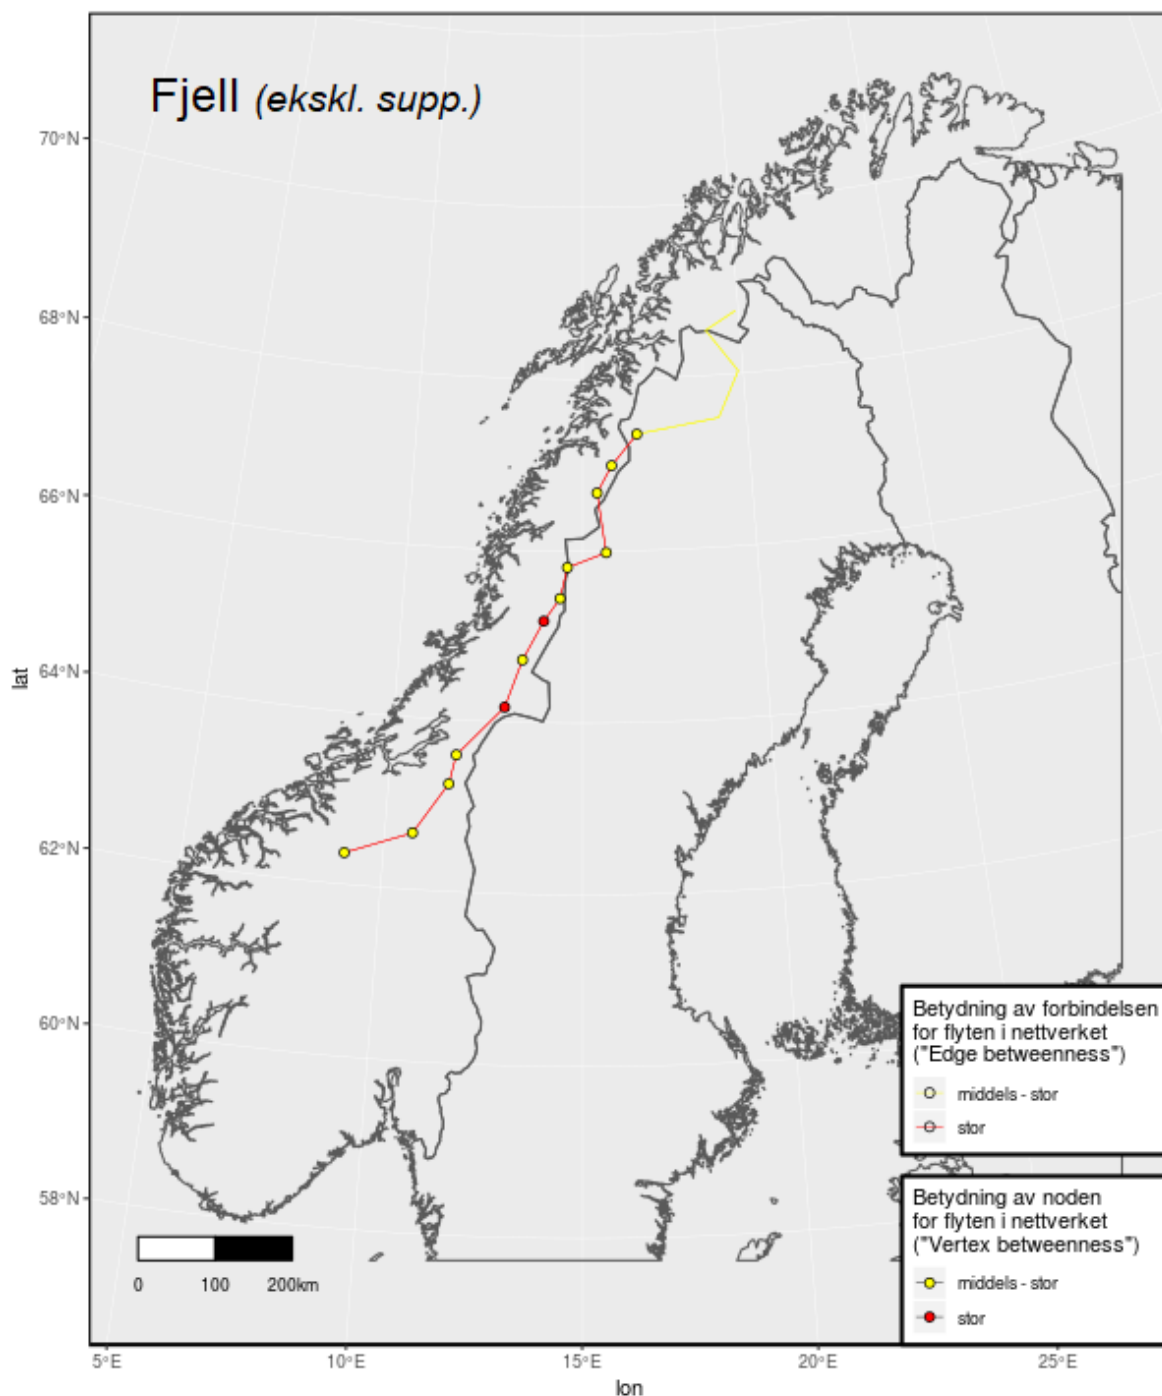 Fjell (ekskl. supp.)
70°N
68°N
66°N
64°N
62°N
60°N
58°N
lat
0
100
200km
5°E
10°E
15°E
20°E
25°E
lon
Betydning av forbindelsen
for flyten i nettverket
("Edge betweenness")
middels - stor
stor
Betydning av noden
for flyten i nettverket
("Vertex betweenness")
middels - stor
stor